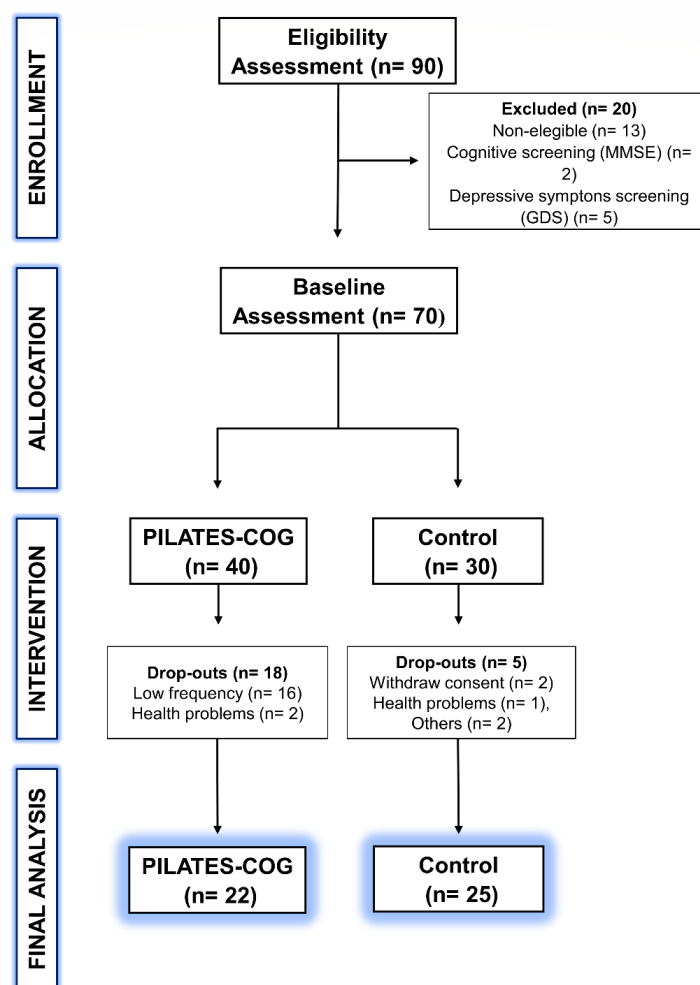 ENROLLMENT
Eligibility
Assessment (n= 90)
Excluded (n= 20)
Non-elegible (n= 13)
Cognitive screening (MMSE) (n=
2)
Depressive symptons screening
(GDS) (n= 5)
ALLOCATION
Baseline
Assessment (n= 70)
INTERVENTION
PILATES-COG
(n= 40)
Control
(n= 30)
Drop-outs (n= 18)
Low frequency (n= 16)
Health problems (n= 2)
Drop-outs (n= 5)
Withdraw consent (n= 2)
Health problems (n= 1),
Others (n= 2)
FINAL ANALYSIS
PILATES-COG
(n= 22)
Control
(n= 25)